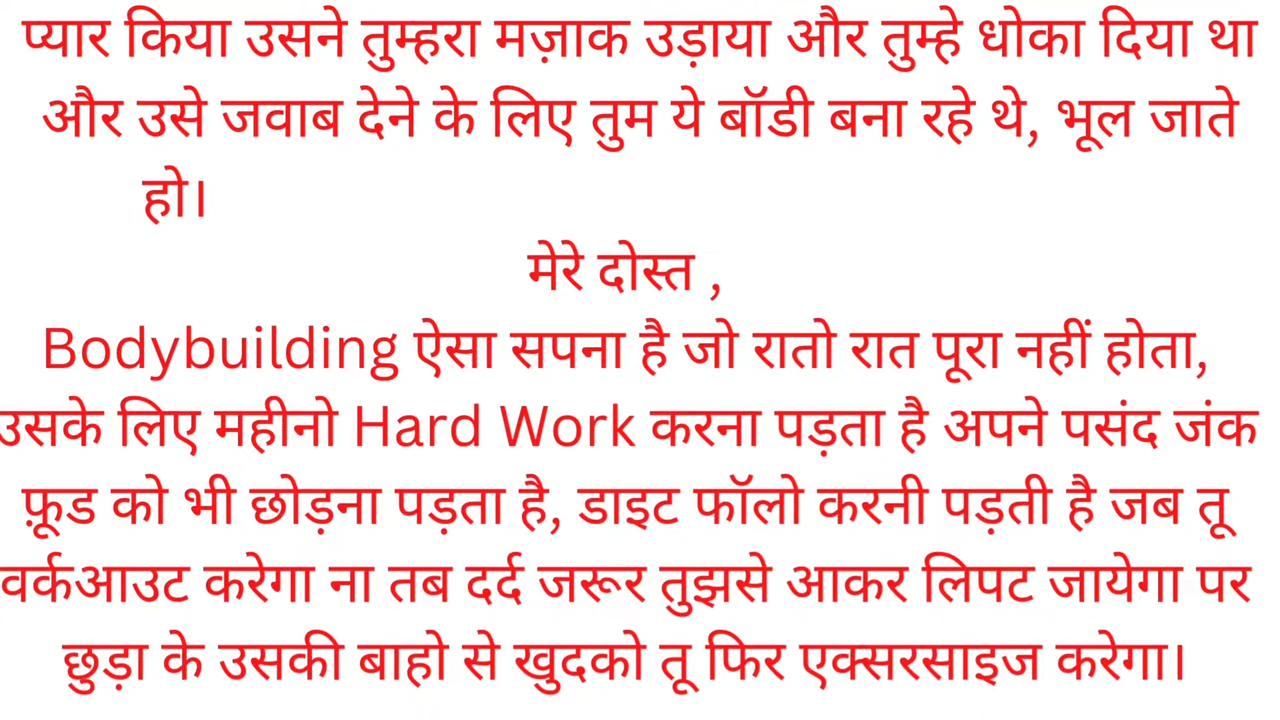 प्यार किया उसने तुम्हरा मज़ाक उड़ाया और तुम्हे धोका दिया था
और उसे जवाब देने के लिए तुम ये बॉडी बना रहे थे, भूल जाते
हो।
मेरे दोस्त ,
Bodybuilding ऐसा सपना है जो रातो रात पूरा नहीं होता,
उसके लिए महीनो Hard Work करना पड़ता है अपने पसंद जंक
फ़ूड को भी छोड़ना पड़ता है, डाइट फॉलो करनी पड़ती है जब तू
वर्कआउट करेगा ना तब दर्द जरूर तुझसे आकर लिपट जायेगा पर
छुड़ा के उसकी बाहो से खुदको तू फिर एक्सरसाइज करेगा।